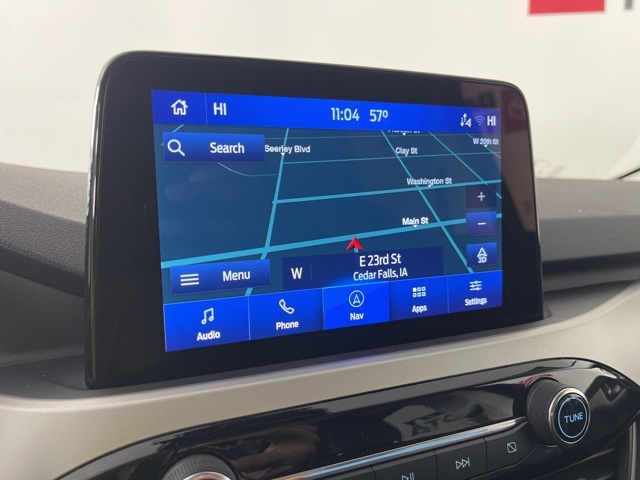 HI 11:04 57° HI
Search
Seerley Blvd
Clay St
W 20th St
Washington St
+
Main St
−
3D
Menu
W
E 23rd St
Cedar Falls, IA
Audio
Phone
Nav
Apps
Settings
TUNE